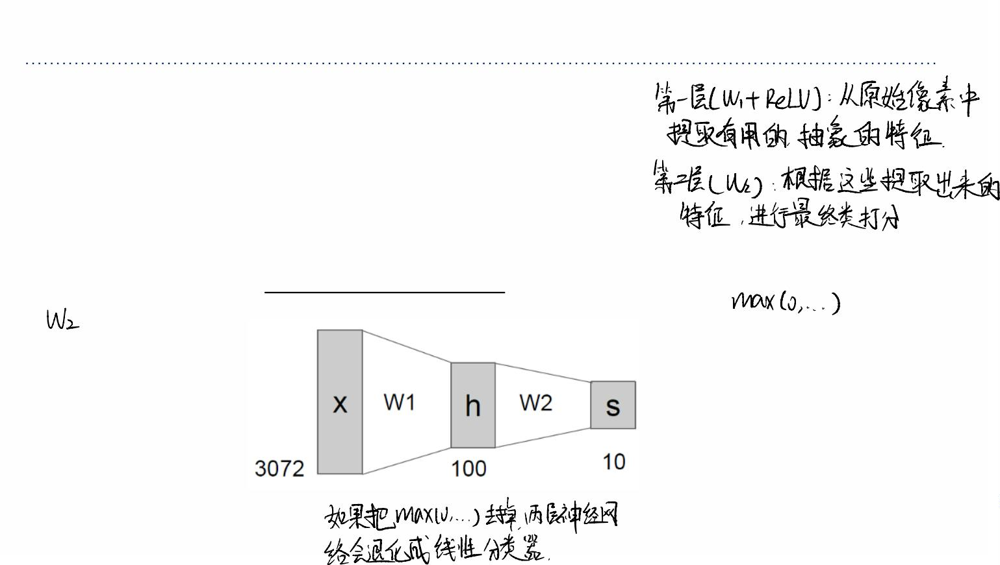 第一层(W1+ReLU):从原始像素中
提取有用的,抽象的特征.
第二层(W2):根据这些提取出来的
特征,进行最终类打分
max(0,...)
W2
x
W1
h
W2
s
3072
100
10
如果把max(0,...)去掉,两层神经网
络会退化成线性分类器.